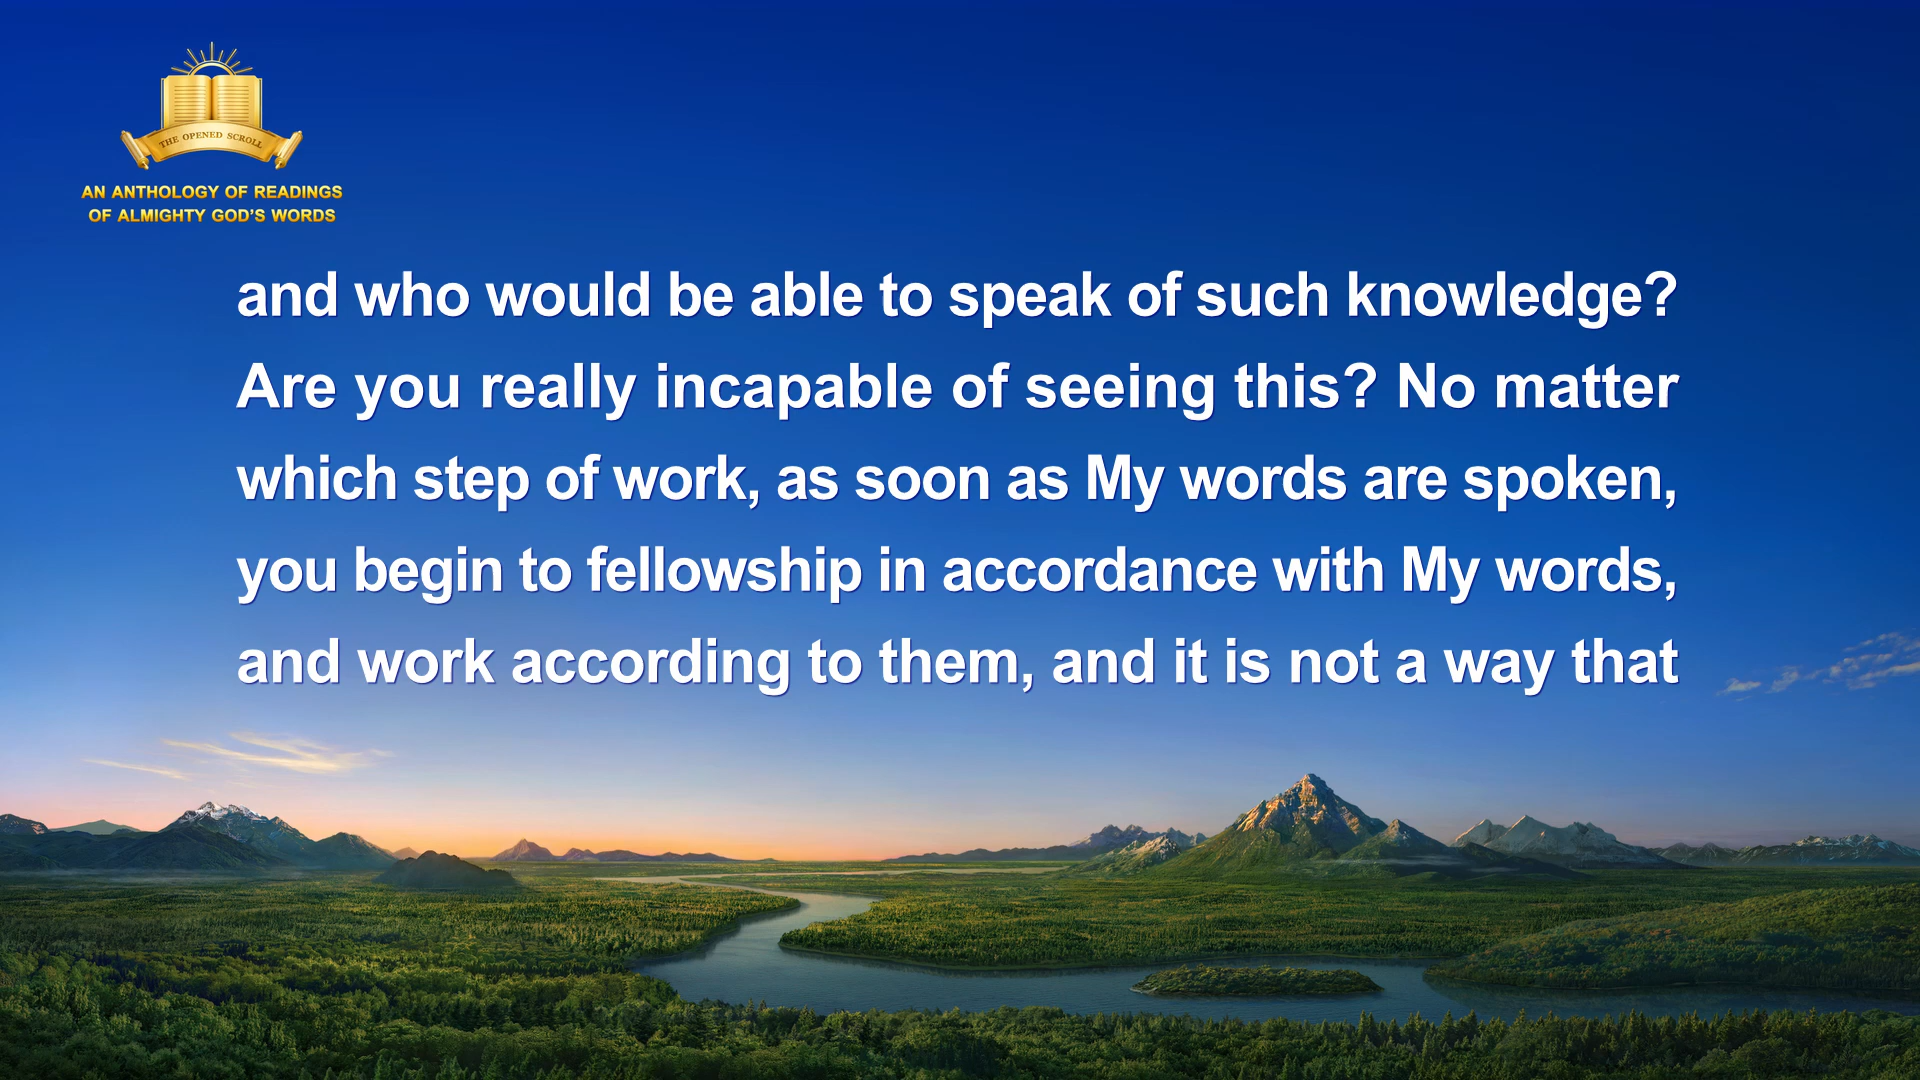 THE OPENED SCROLL
AN ANTHOLOGY OF READINGS
OF ALMIGHTY GOD'S WORDS
and who would be able to speak of such knowledge?
Are you really incapable of seeing this? No matter
which step of work, as soon as My words are spoken,
you begin to fellowship in accordance with My words,
and work according to them, and it is not a way that